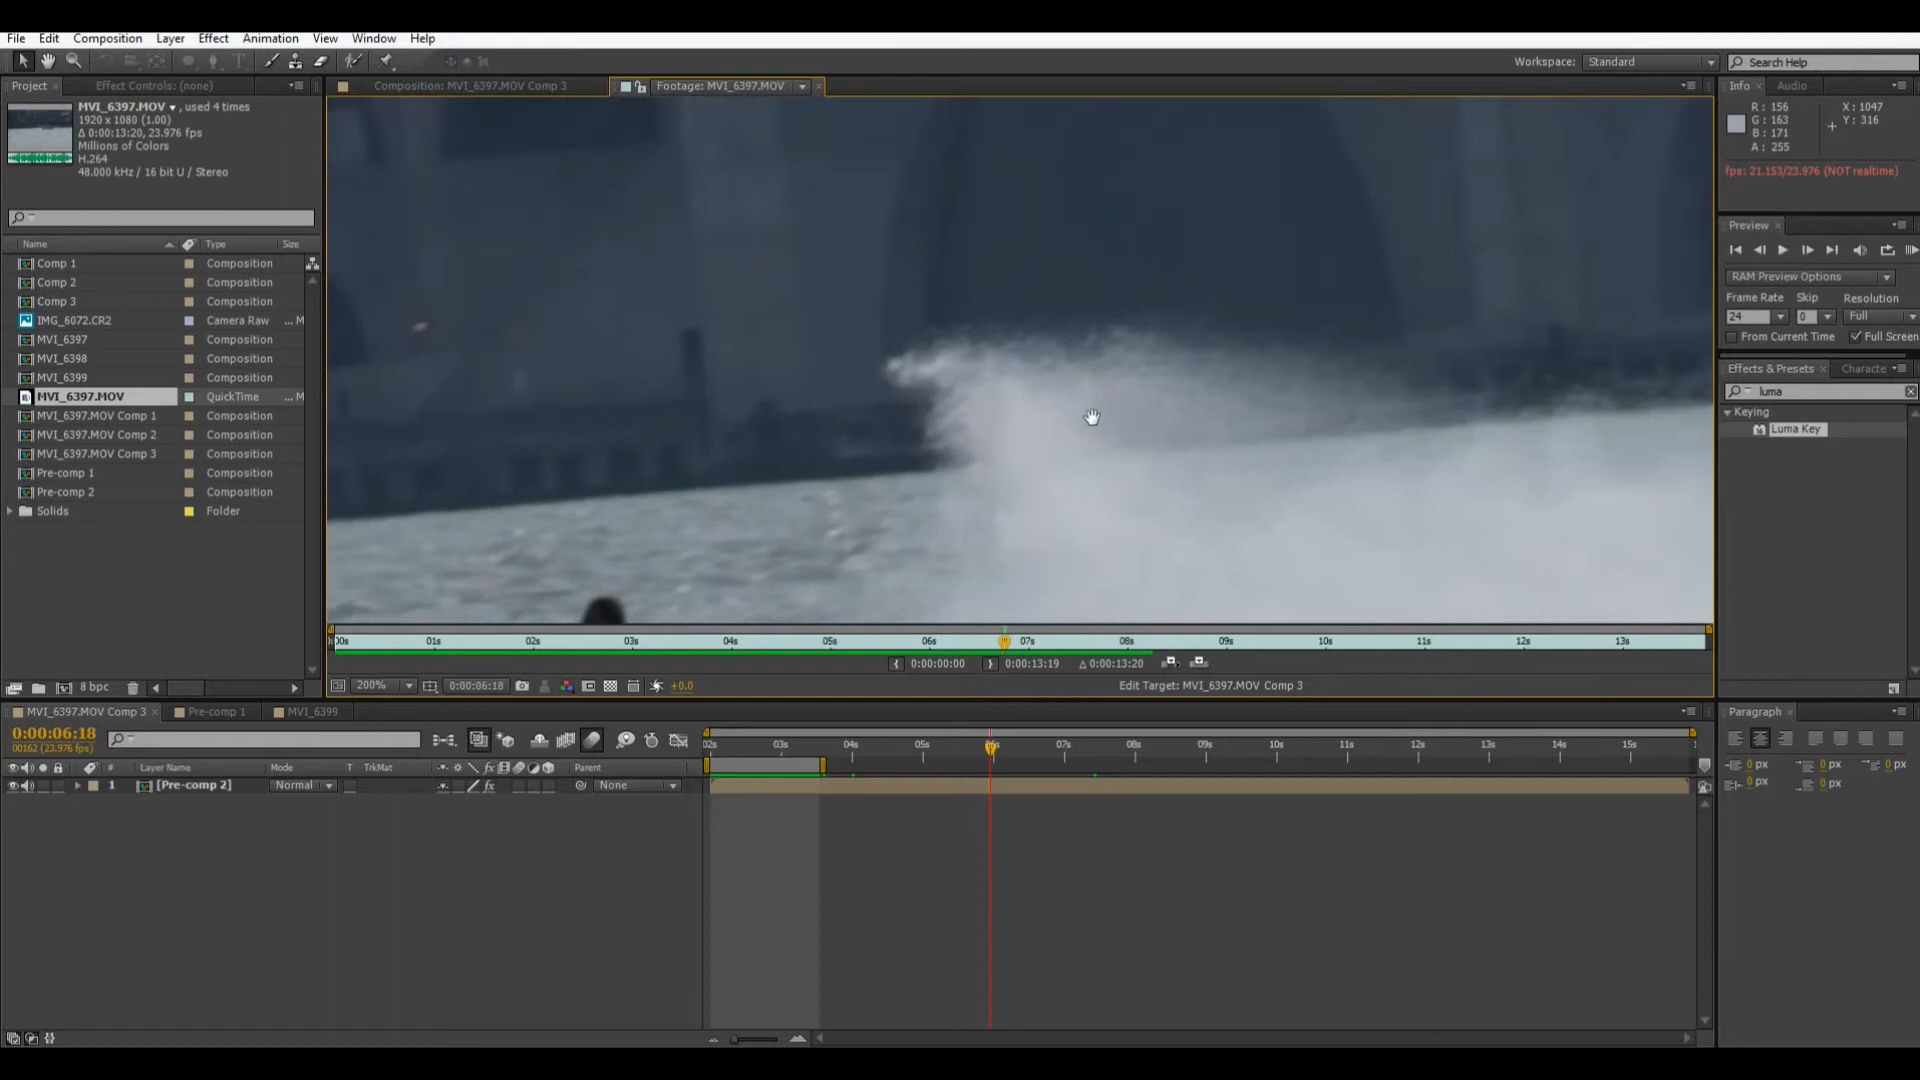 File Edit Composition Layer Effect Animation View Window Help
Workspace: Standard Search Help
Project Effect Controls: (none)
Composition: MVI_6397.MOV Comp 3 Footage: MVI_6397.MOV
Info Audio
MVI_6397.MOV , used 4 times
1920 x 1080 (1.00)
Δ 0:00:13:20, 23.976 fps
Millions of Colors
H.264
48.000 kHz / 16 bit U / Stereo
R: 156 X: 1047
G: 163 Y: 316
B: 171
A: 255
fps: 21.153/23.976 (NOT realtime)
Preview
RAM Preview Options
Frame Rate Skip Resolution
24 0 Full
From Current Time Full Screen
Effects & Presets Characte
luma
Keying
Luma Key
Name Type Size
Comp 1 Composition
Comp 2 Composition
Comp 3 Composition
IMG_6072.CR2 Camera Raw ... M
MVI_6397 Composition
MVI_6398 Composition
MVI_6399 Composition
MVI_6397.MOV QuickTime ... M
MVI_6397.MOV Comp 1 Composition
MVI_6397.MOV Comp 2 Composition
MVI_6397.MOV Comp 3 Composition
Pre-comp 1 Composition
Pre-comp 2 Composition
Solids Folder
8 bpc
00s 01s 02s 03s 04s 05s 06s 07s 08s 09s 10s 11s 12s 13s
0:00:00:00 0:00:13:19 Δ 0:00:13:20
200% 0:00:06:18 +0.0 Edit Target: MVI_6397.MOV Comp 3
MVI_6397.MOV Comp 3 Pre-comp 1 MVI_6399
0:00:06:18
00162 (23.976 fps)
02s 03s 04s 05s 06s 07s 08s 09s 10s 11s 12s 13s 14s 15s
# Layer Name Mode T TrkMat Parent
1 [Pre-comp 2] Normal None
Paragraph
0 px 0 px 0 px
0 px 0 px